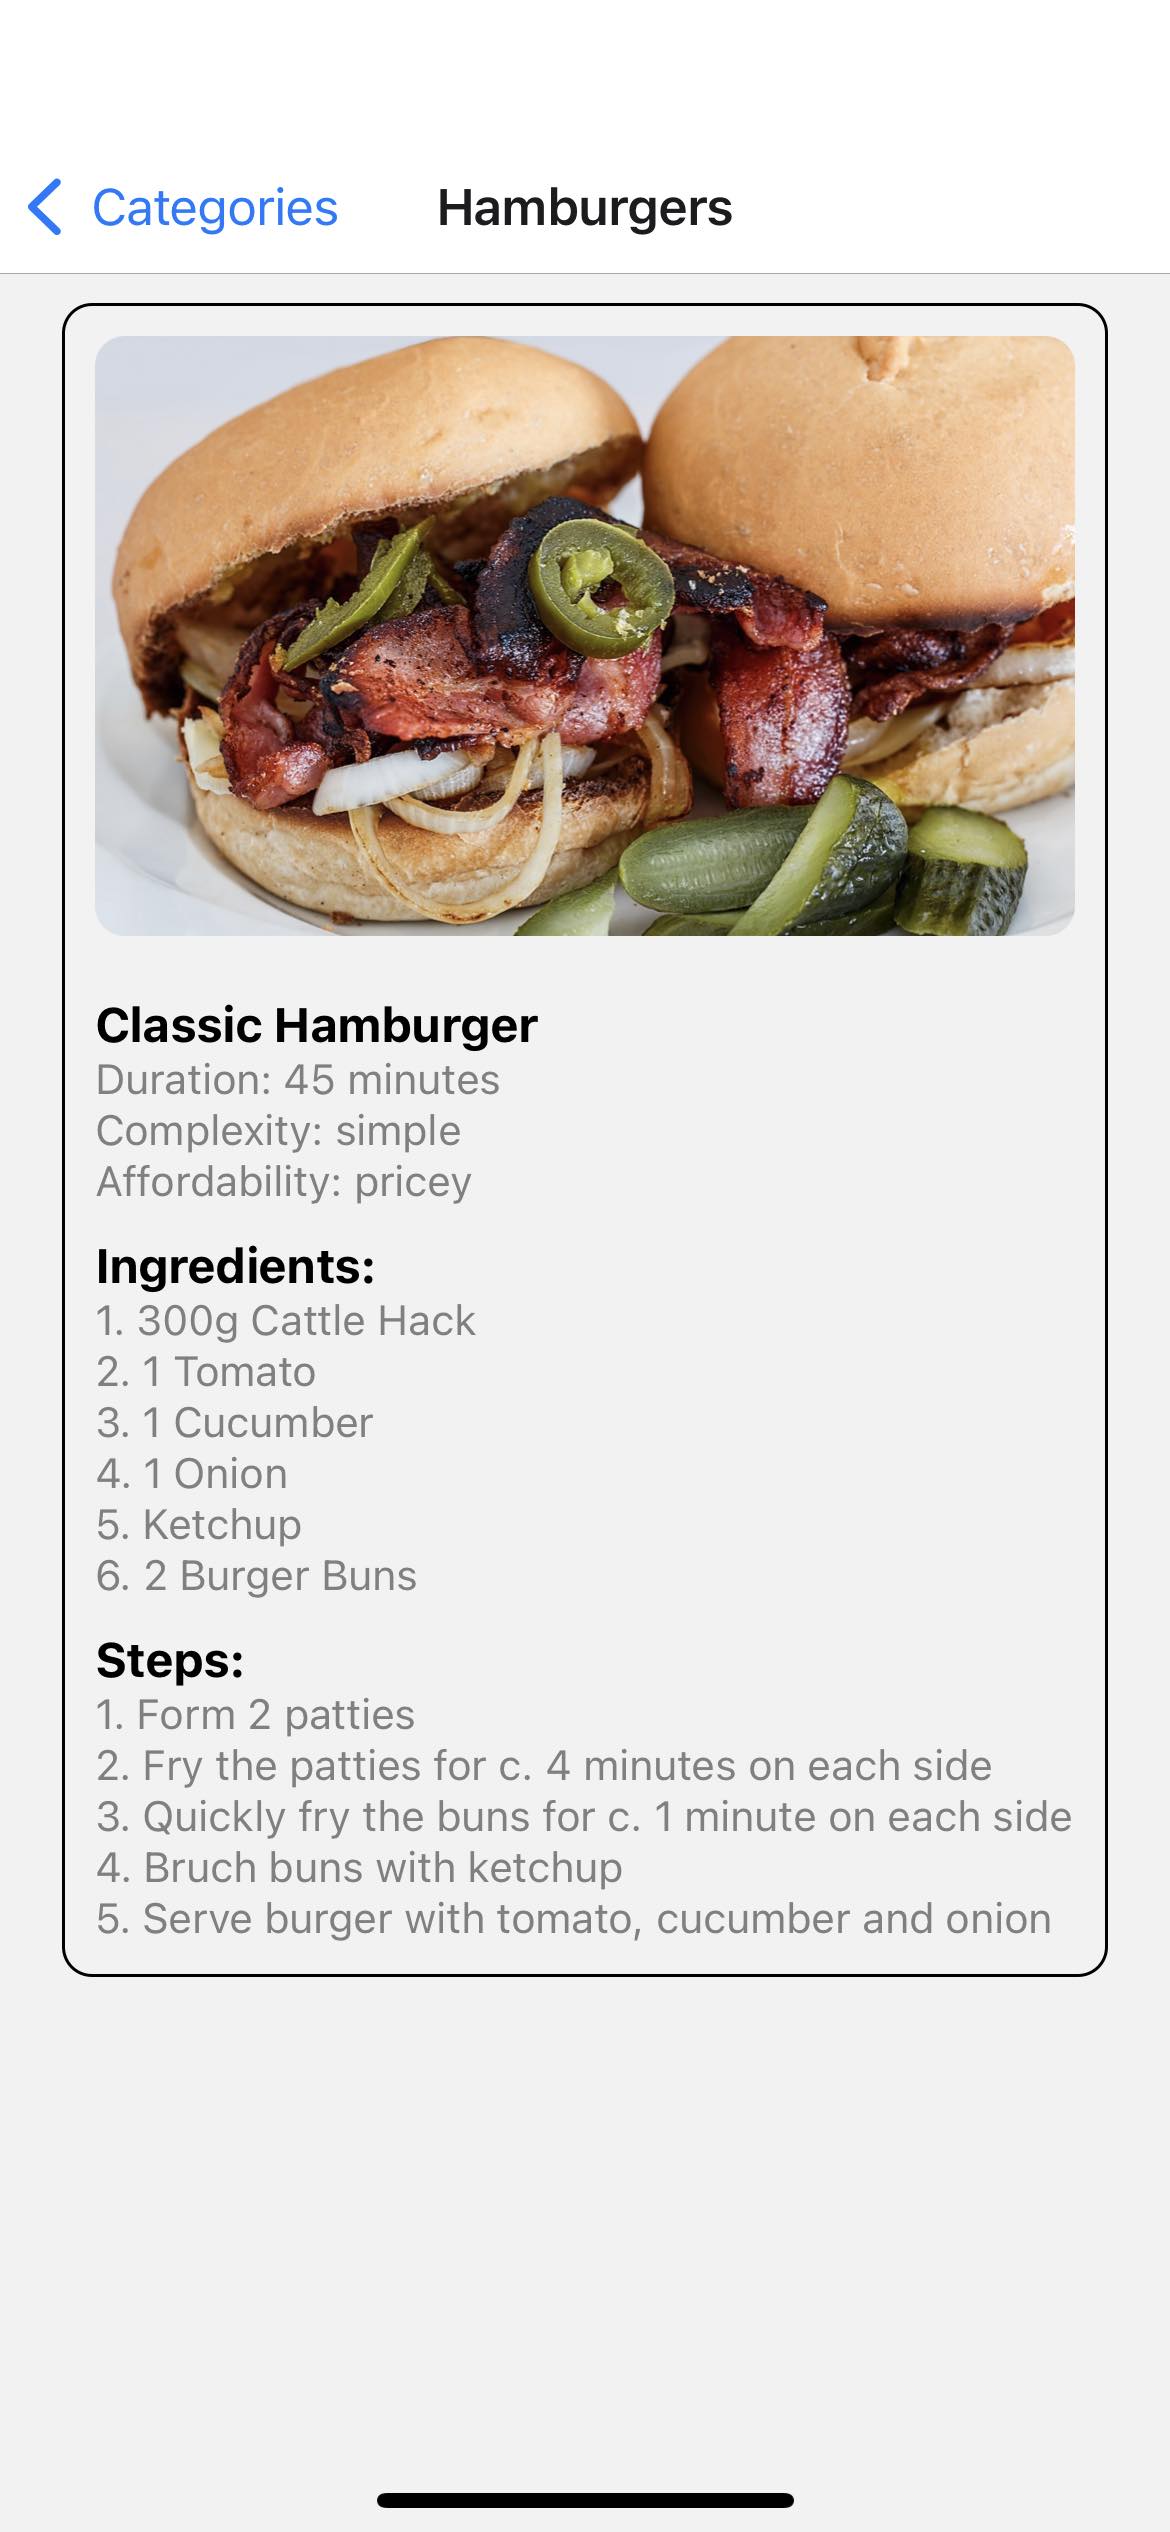 Categories
Hamburgers
Classic Hamburger
Duration: 45 minutes
Complexity: simple
Affordability: pricey
Ingredients:
1. 300g Cattle Hack
2. 1 Tomato
3. 1 Cucumber
4. 1 Onion
5. Ketchup
6. 2 Burger Buns
Steps:
1. Form 2 patties
2. Fry the patties for c. 4 minutes on each side
3. Quickly fry the buns for c. 1 minute on each side
4. Bruch buns with ketchup
5. Serve burger with tomato, cucumber and onion